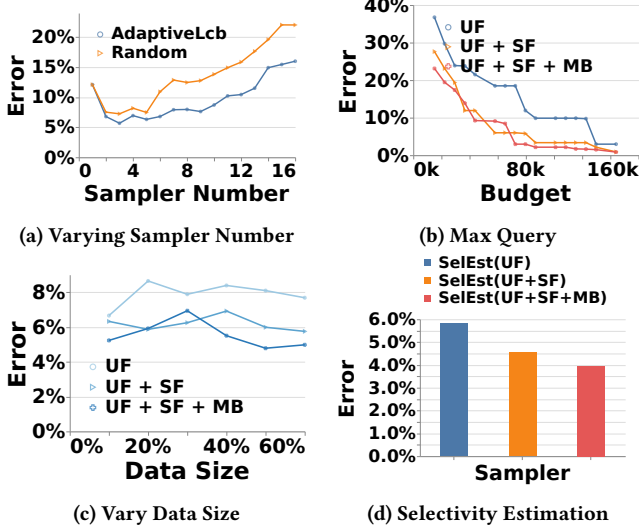 20%
15%
10%
5%
0%
Error
AdaptiveLcb
Random
0
4
8
12
16
Sampler Number
(a) Varying Sampler Number
40%
30%
20%
10%
0%
Error
UF
UF + SF
UF + SF + MB
0k
80k
160k
Budget
(b) Max Query
8%
6%
4%
2%
0%
Error
UF
UF + SF
UF + SF + MB
0%
20%
40%
60%
Data Size
(c) Vary Data Size
SelEst(UF)
SelEst(UF+SF)
SelEst(UF+SF+MB)
6.0%
5.0%
4.0%
3.0%
2.0%
1.0%
0.0%
Error
Sampler
(d) Selectivity Estimation